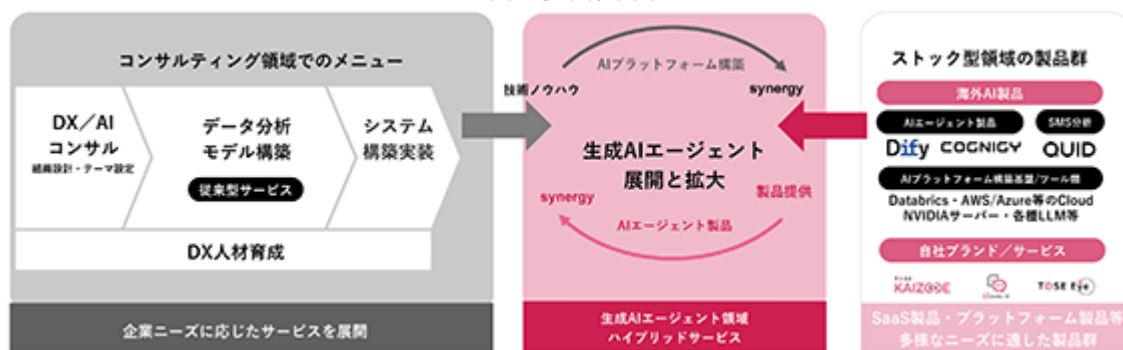 コンサルティング領域でのメニュー
DX／AI
コンサル
組織設計・テーマ設定
データ分析
モデル構築
従来型サービス
システム
構築実装
DX人材育成
企業ニーズに応じたサービスを展開
AIプラットフォーム構築
技術ノウハウ
synergy
生成AIエージェント
展開と拡大
synergy
製品提供
AIエージェント製品
生成AIエージェント領域
ハイブリッドサービス
ストック型領域の製品群
海外AI製品
AIエージェント製品
SMS分析
Dify
COGNIGY
QUID
AIプラットフォーム構築基盤/ツール類
Databrics・AWS/Azure等のCloud
NVIDIAサーバー・各種LLM等
自社ブランド／サービス
KAIZODE
TDSE Eye
SaaS製品・プラットフォーム製品等
多様なニーズに適した製品群